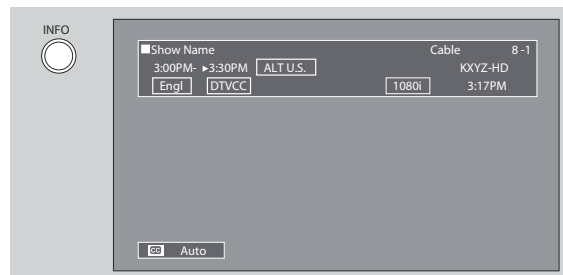 INFO
■Show Name Cable 8 -1
3:00PM- ►3:30PM ALT U.S. KXYZ-HD
Engl DTVCC 1080i 3:17PM
CC Auto